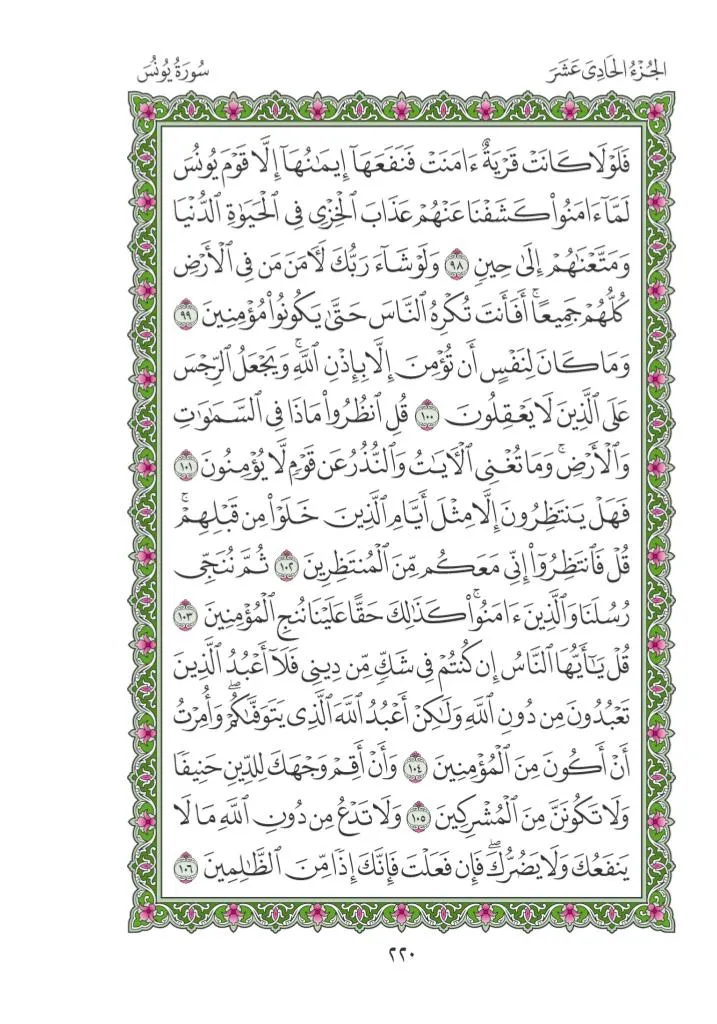 الجُزْءُ الحَادِى عَشَرَ
سُورَةُ يُونُسَ
فَلَوْلَا كَانَتْ قَرْيَةٌ ءَامَنَتْ فَنَفَعَهَآ إِيمَٰنُهَآ إِلَّا قَوْمَ يُونُسَ
لَمَّآ ءَامَنُواْ كَشَفْنَا عَنْهُمْ عَذَابَ ٱلْخِزْىِ فِى ٱلْحَيَوٰةِ ٱلدُّنْيَا
وَمَتَّعْنَٰهُمْ إِلَىٰ حِينٍ ٩٨ وَلَوْ شَآءَ رَبُّكَ لَأٓمَنَ مَن فِى ٱلْأَرْضِ
كُلُّهُمْ جَمِيعًاۚ أَفَأَنتَ تُكْرِهُ ٱلنَّاسَ حَتَّىٰ يَكُونُواْ مُؤْمِنِينَ ٩٩
وَمَا كَانَ لِنَفْسٍ أَن تُؤْمِنَ إِلَّا بِإِذْنِ ٱللَّهِۚ وَيَجْعَلُ ٱلرِّجْسَ
عَلَى ٱلَّذِينَ لَا يَعْقِلُونَ ١٠٠ قُلِ ٱنظُرُواْ مَاذَا فِى ٱلسَّمَٰوَٰتِ
وَٱلْأَرْضِۚ وَمَا تُغْنِى ٱلْأٓيَٰتُ وَٱلنُّذُرُ عَن قَوْمٍ لَّا يُؤْمِنُونَ ١٠١
فَهَلْ يَنتَظِرُونَ إِلَّا مِثْلَ أَيَّامِ ٱلَّذِينَ خَلَوْاْ مِن قَبْلِهِمْۚ
قُلْ فَٱنتَظِرُوٓاْ إِنِّى مَعَكُم مِّنَ ٱلْمُنتَظِرِينَ ١٠٢ ثُمَّ نُنَجِّى
رُسُلَنَا وَٱلَّذِينَ ءَامَنُواْۚ كَذَٰلِكَ حَقًّا عَلَيْنَا نُنجِ ٱلْمُؤْمِنِينَ ١٠٣
قُلْ يَٰٓأَيُّهَا ٱلنَّاسُ إِن كُنتُمْ فِى شَكٍّ مِّن دِينِى فَلَآ أَعْبُدُ ٱلَّذِينَ
تَعْبُدُونَ مِن دُونِ ٱللَّهِ وَلَٰكِنْ أَعْبُدُ ٱللَّهَ ٱلَّذِى يَتَوَفَّىٰكُمْۖ وَأُمِرْتُ
أَنْ أَكُونَ مِنَ ٱلْمُؤْمِنِينَ ١٠٤ وَأَنْ أَقِمْ وَجْهَكَ لِلدِّينِ حَنِيفًا
وَلَا تَكُونَنَّ مِنَ ٱلْمُشْرِكِينَ ١٠٥ وَلَا تَدْعُ مِن دُونِ ٱللَّهِ مَا لَا
يَنفَعُكَ وَلَا يَضُرُّكَۖ فَإِن فَعَلْتَ فَإِنَّكَ إِذًا مِّنَ ٱلظَّٰلِمِينَ ١٠٦
٢٢٠